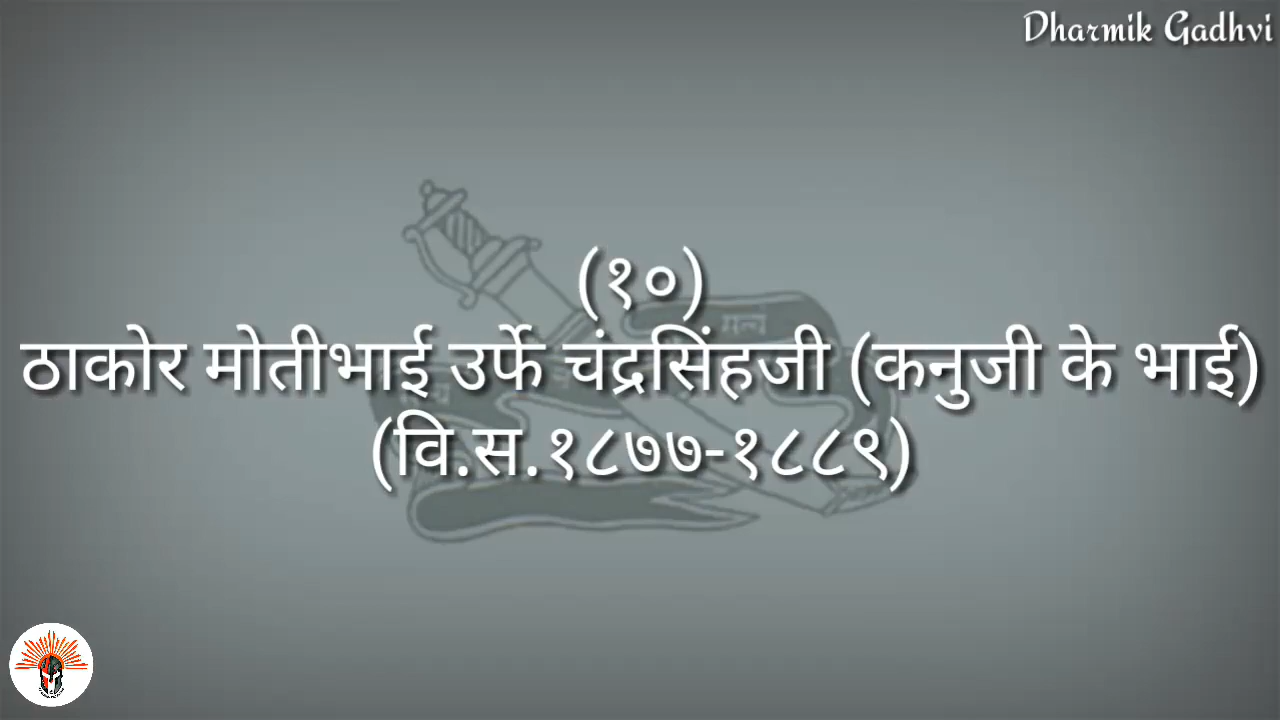 Dharmik Gadhvi
(१०)
ठाकोर मोतीभाई उर्फे चंद्रसिंहजी (कनुजी के भाई)
(वि.स.१८७७-१८८९)